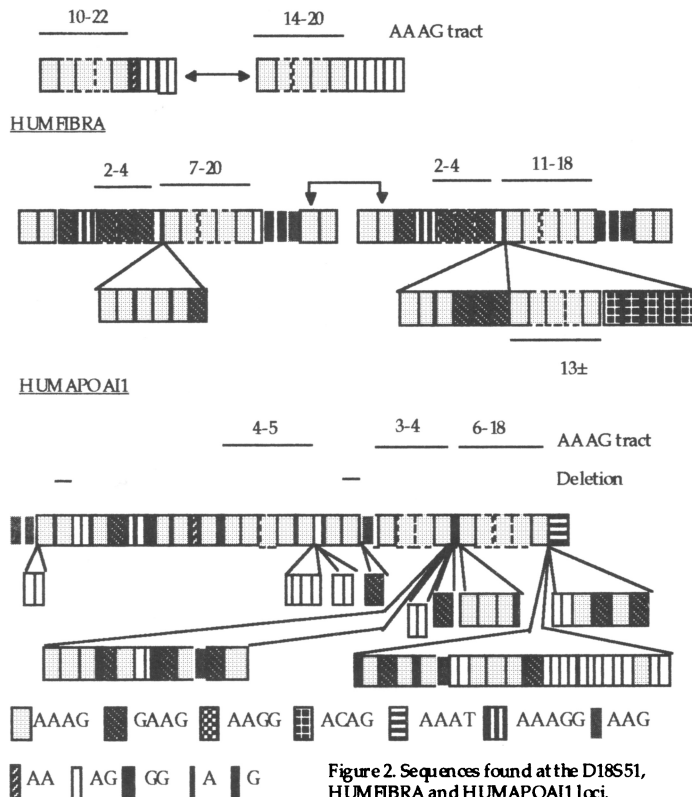 10-22 14-20 AAAG tract
HUMFIBRA
2-4 7-20 2-4 11-18
13±
HUMAPOAI1
4-5 3-4 6-18 AAAG tract
Deletion
AAAG GAAG AAGG ACAG AAAT AAAGG AAG
AA AG GG A G
Figure 2. Sequences found at the D18S51,
HUMFIBRA and HUMAPOAI1 loci.